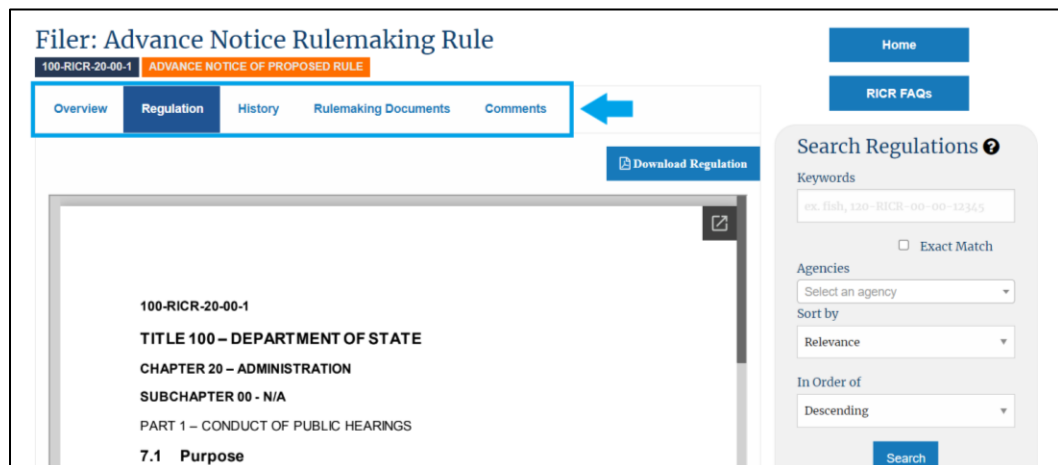 Filer: Advance Notice Rulemaking Rule
100-RICR-20-00-1 ADVANCE NOTICE OF PROPOSED RULE
Overview Regulation History Rulemaking Documents Comments
Download Regulation
100-RICR-20-00-1
TITLE 100 – DEPARTMENT OF STATE
CHAPTER 20 – ADMINISTRATION
SUBCHAPTER 00 - N/A
PART 1 – CONDUCT OF PUBLIC HEARINGS
7.1 Purpose
Home
RICR FAQs
Search Regulations ?
Keywords
ex. fish, 120-RICR-00-00-12345
Exact Match
Agencies
Select an agency
Sort by
Relevance
In Order of
Descending
Search